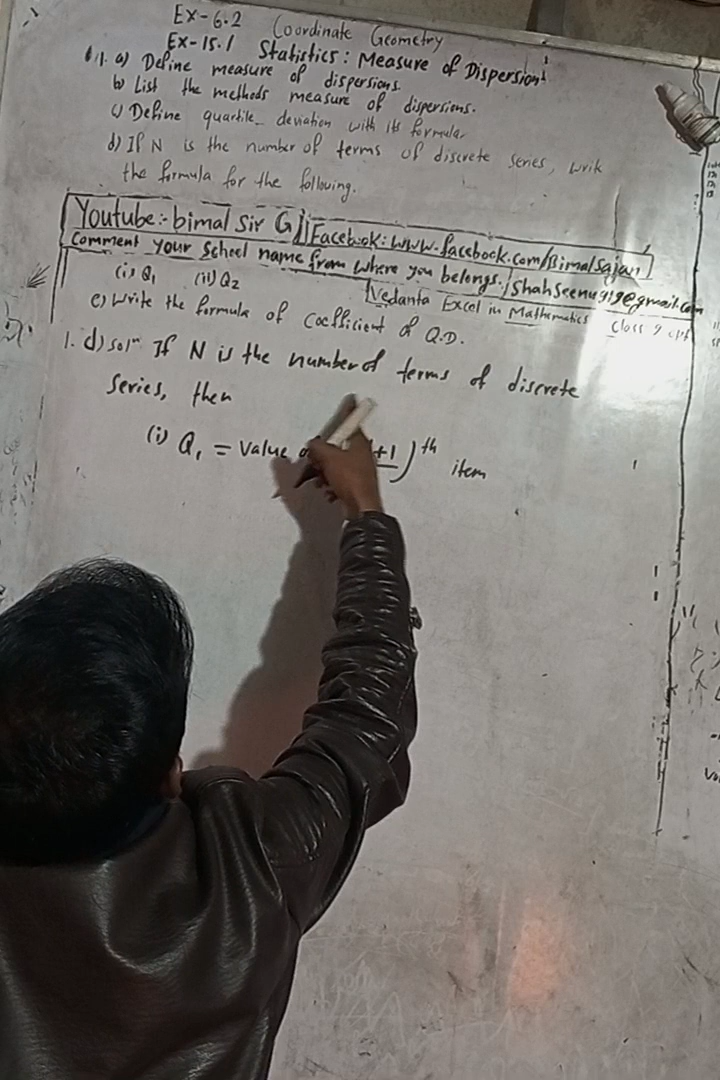 Ex-6.2 Coordinate Geometry
Ex-15.1 Statistics: Measure of Dispersion
1. a) Define measure of dispersions.
b) List the methods measure of dispersions.
c) Define quartile deviation with its formula
d) If N is the number of terms of discrete series, write
the formula for the following.
Youtube:- bimal Sir G Facebook: www.facebook.com/Bimalsajan
Comment your School name from where you belongs./Shahseenu919@gmail.com
(i) Q1 (ii) Q2
Vedanta Excel in Mathematics Class 9 opt
e) Write the formula of Coefficient of Q.D.
1. d) solⁿ If N is the number of terms of discrete
Series, then
(i) Q1 = Value +1)th item